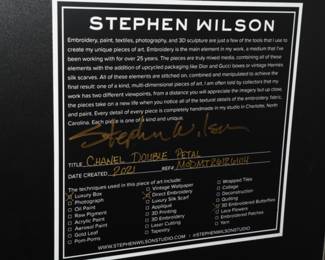 STEPHEN WILSON
Embroidery, paint, textiles, photography, and 3D sculpture are just a few of the tools that I use to
create my unique pieces of art. Embroidery is the main element in my work, a medium that I've
been working with for over 25 years. The pieces are truly mixed media, combining all of these
elements with the addition of upcycled packaging like Dior and Gucci boxes or vintage Hermès
silk scarves. All of these elements are stitched on, combined and manipulated to achieve the
final result: one of a kind, multi-dimensional pieces of art. I am often told by collectors that my
work has two different viewpoints, from a distance you will appreciate the imagery but up close,
the pieces take on a new life when you notice all of the textural details of the embroidery fabric,
and paint. Every detail of every piece is completely handmade in my studio in Charlotte, North
Carolina. Each piece is one of a kind and unique.
Stephen Wilson
TITLE CHANEL DOUBLE PETAL
DATE CREATED 2021 REF#
The techniques used in this piece of art include:
Luxury Box
Photograph
Oil Paint
Raw Pigment
Acrylic Paint
Aerosol Paint
Gold Leaf
Pom-Poms
Vintage Wallpaper
Direct Embroidery
Luxury Silk Scarf
Appliqué
3D Printing
3D Embroidery
Laser Cutting
Tapestry
Wrapped Tiles
Collage
Deconstruction
Quilting
3D Embroidered Butterflies
Lace Flowers
Embroidered Patches
Yarn
WWW.STEPHENWILSONSTUDIO.COM - @STEPHENWILSONSTUDIO